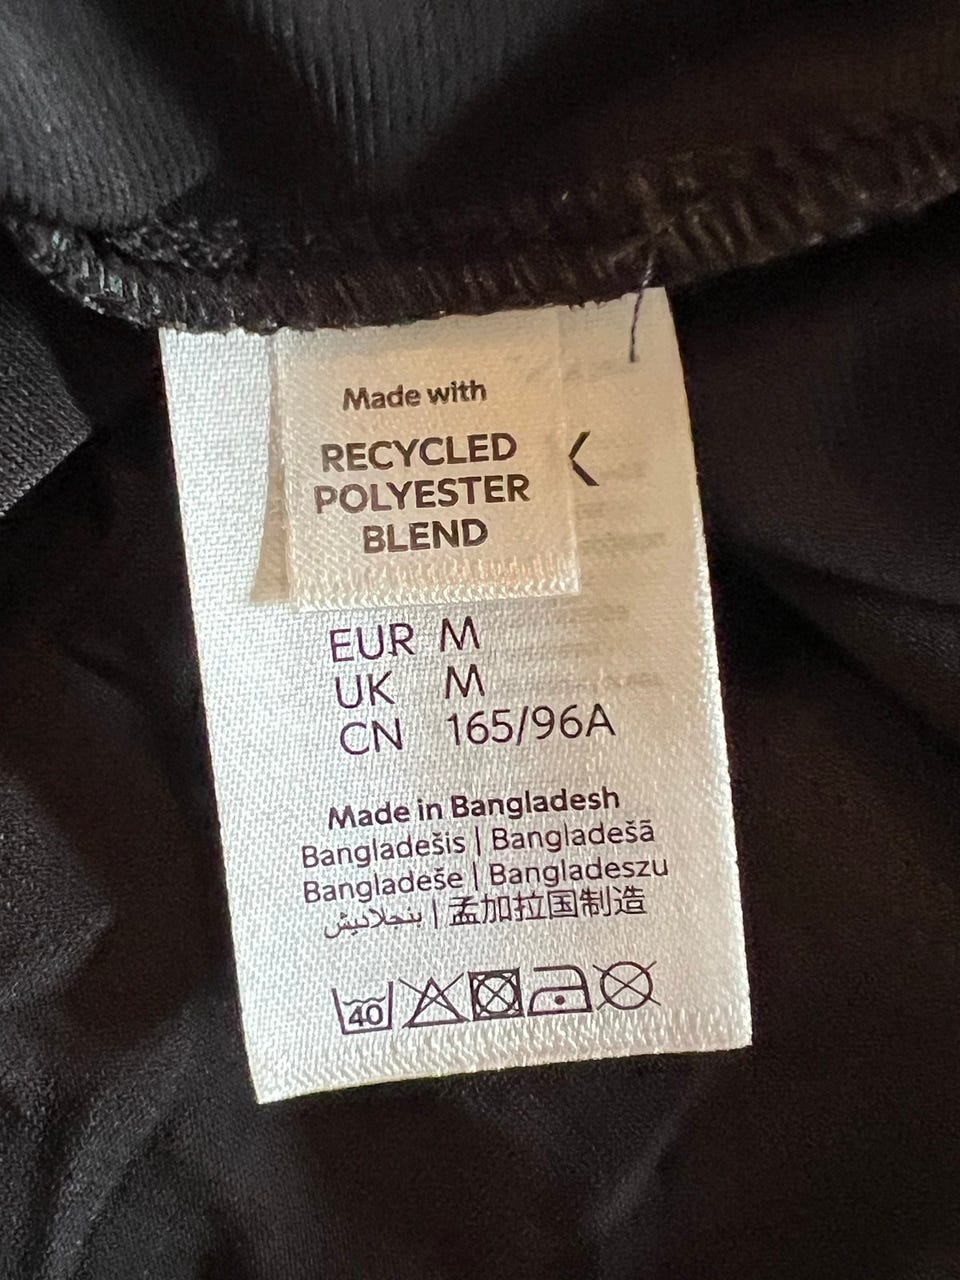 Made with
RECYCLED
POLYESTER
BLEND
EUR M
UK M
CN 165/96A
Made in Bangladesh
Bangladešis | Bangladešā
Bangladeše | Bangladeszu
بنجلاديش | 孟加拉国制造
40